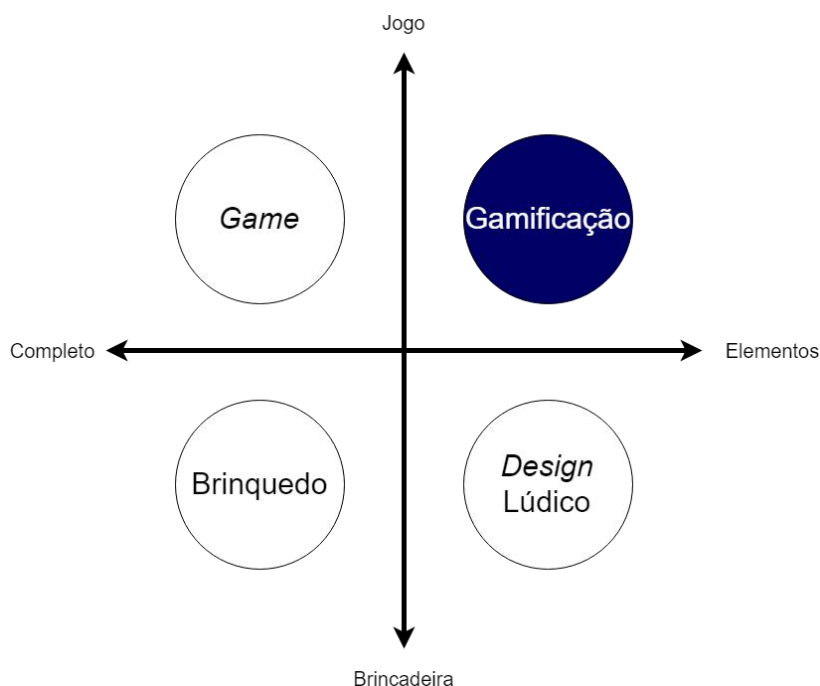 Jogo
Game
Gamificação
Completo
Elementos
Brinquedo
Design
Lúdico
Brincadeira